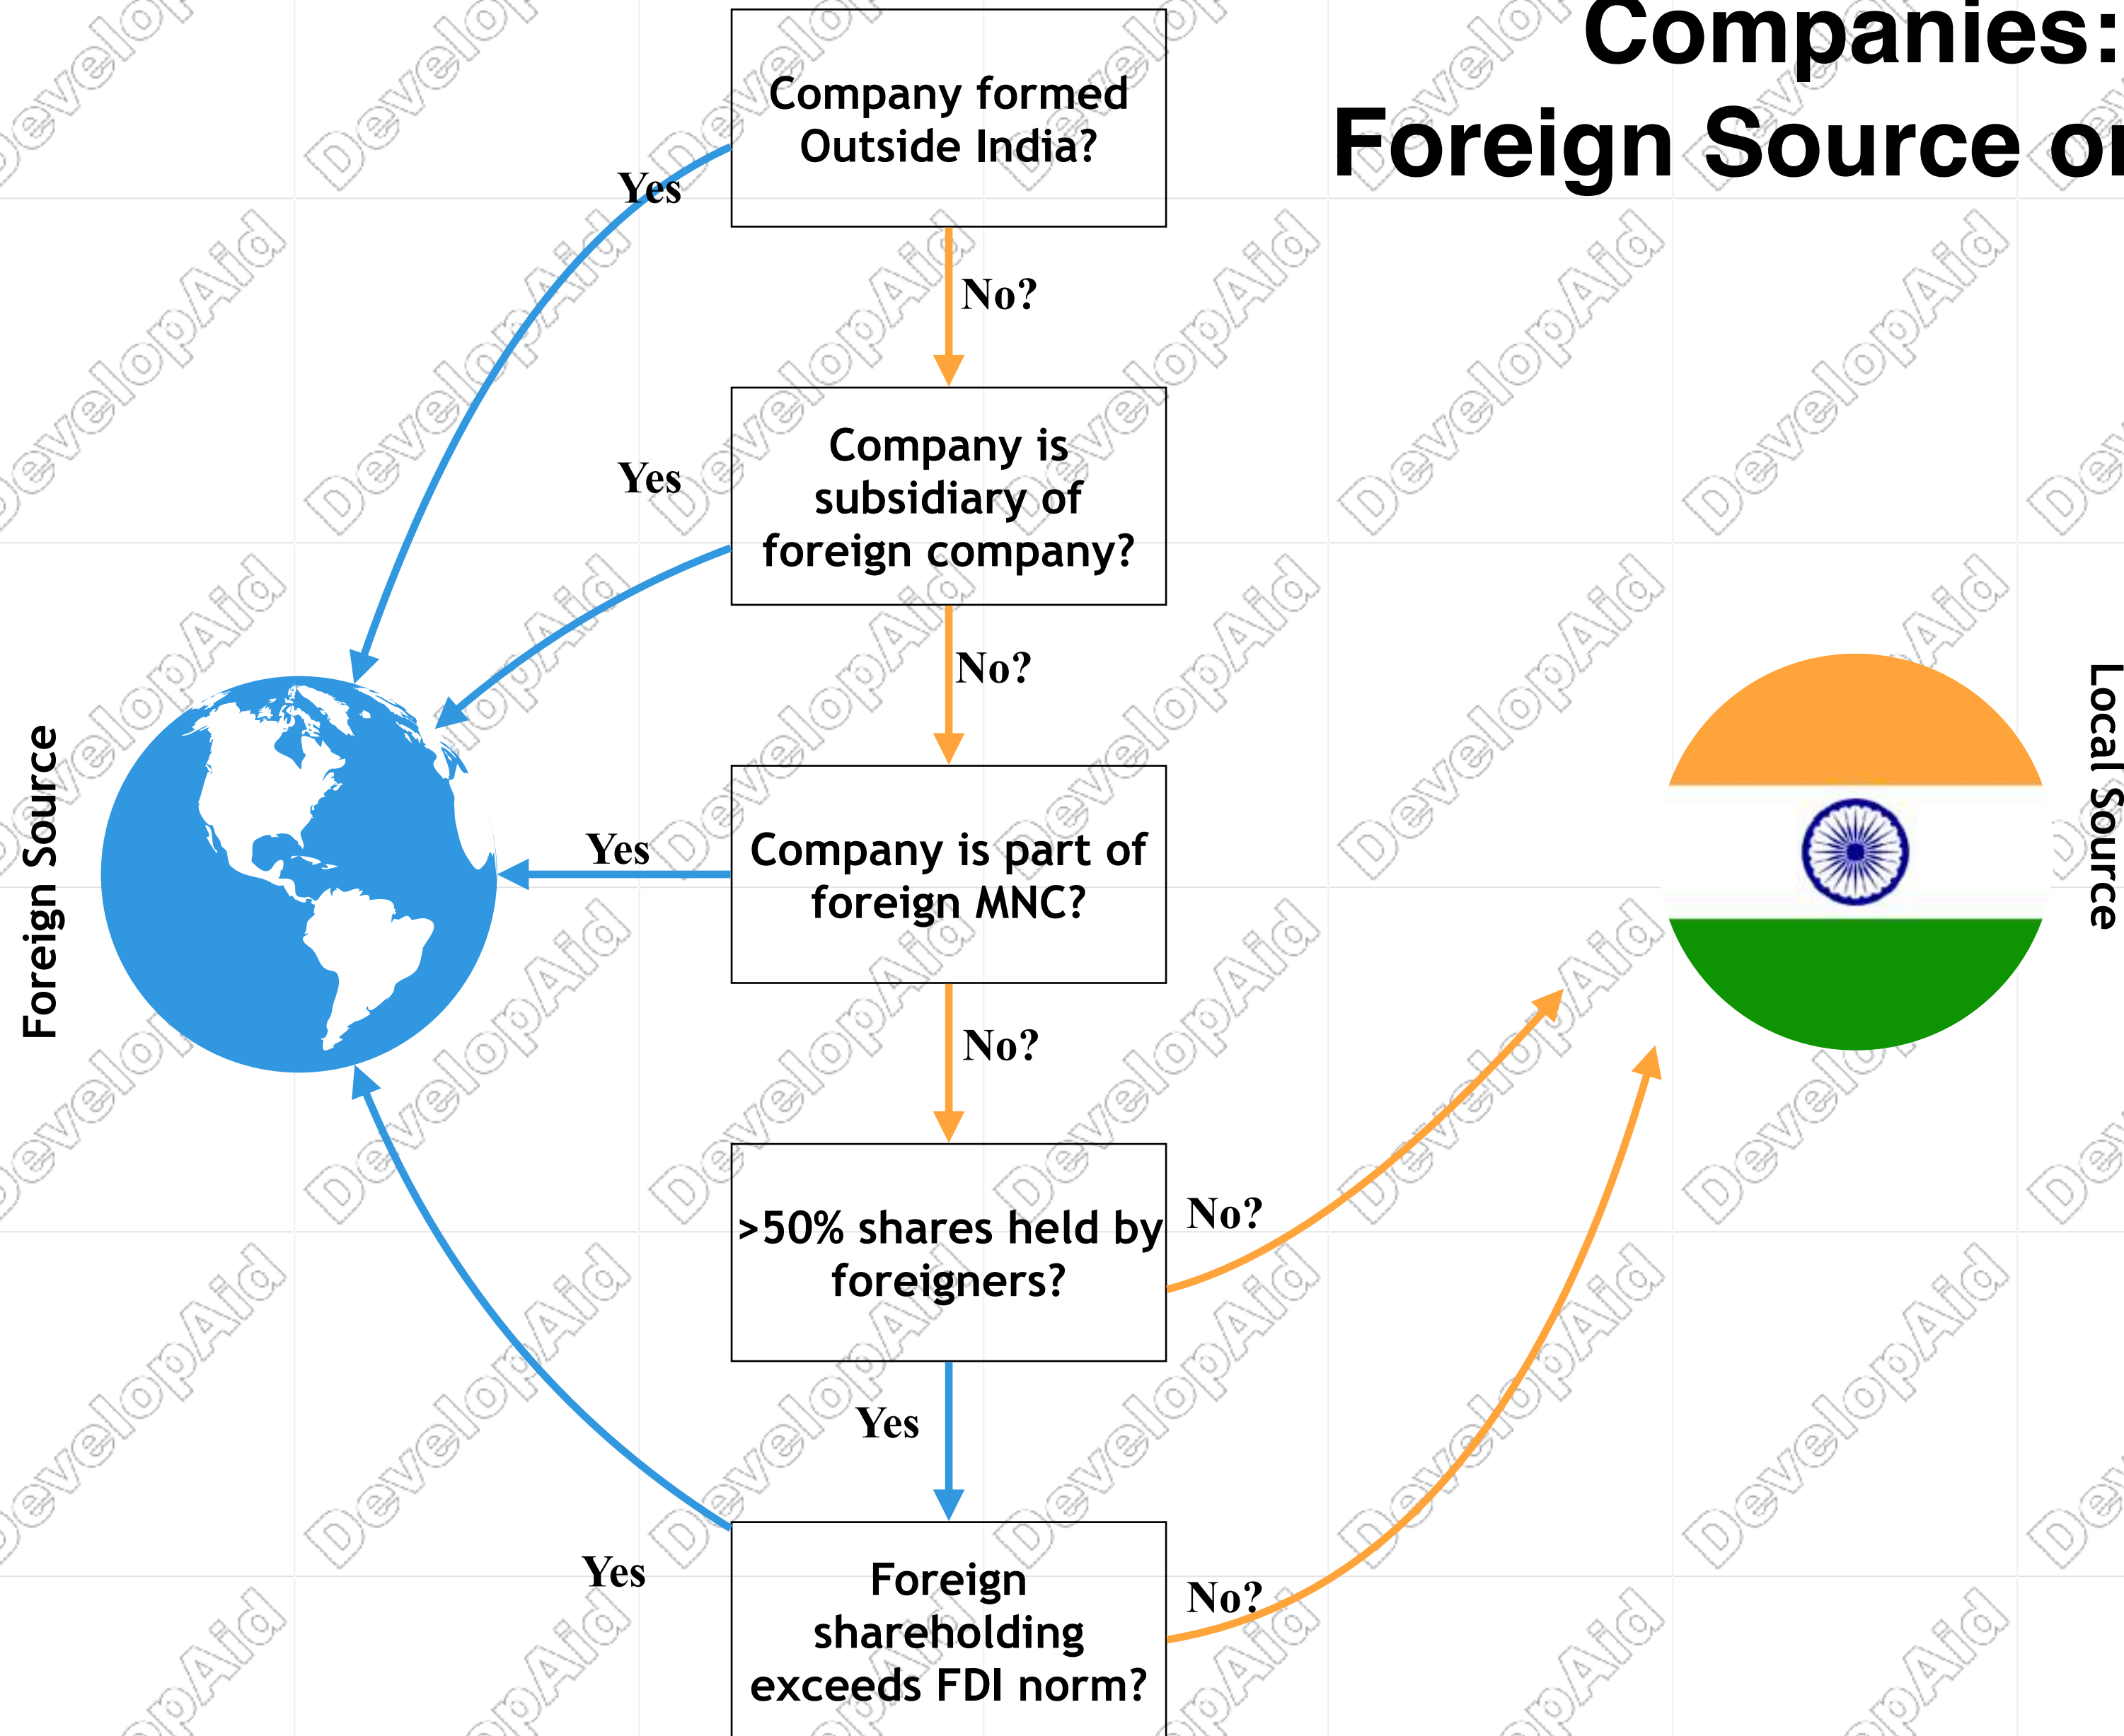 Companies:
Foreign Source or
Company formed
Outside India?
Yes
No?
Company is
subsidiary of
foreign company?
Yes
No?
Foreign Source
Local Source
Company is part of
foreign MNC?
Yes
No?
>50% shares held by
foreigners?
No?
Yes
Foreign
shareholding
exceeds FDI norm?
Yes
No?
DevelopAid